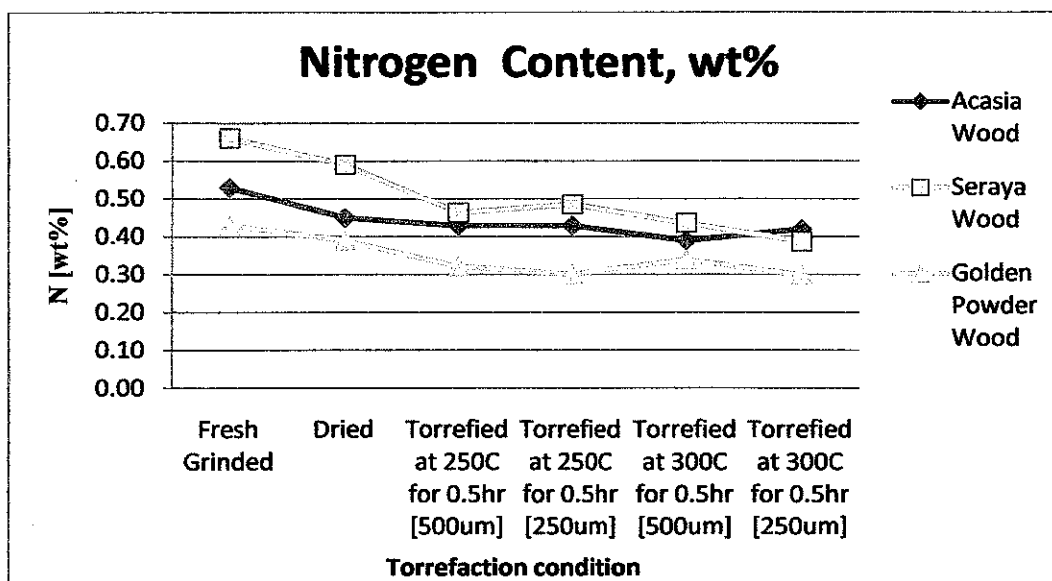 Nitrogen Content, wt%
0.70
0.60
0.50
0.40
0.30
0.20
0.10
0.00
N [wt%]
Fresh
Grinded
Dried
Torrefied
at 250C
for 0.5hr
[500um]
Torrefied
at 250C
for 0.5hr
[250um]
Torrefied
at 300C
for 0.5hr
[500um]
Torrefied
at 300C
for 0.5hr
[250um]
Torrefaction condition
Acasia
Wood
Seraya
Wood
Golden
Powder
Wood